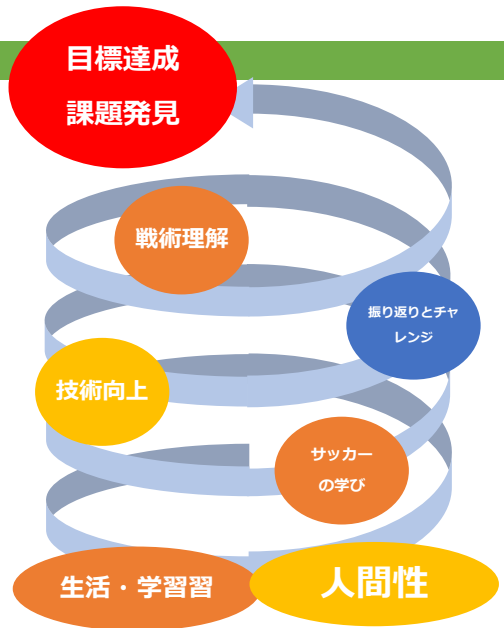 目標達成
課題発見
戦術理解
振り返りとチャ
レンジ
技術向上
サッカー
の学び
生活・学習習
人間性